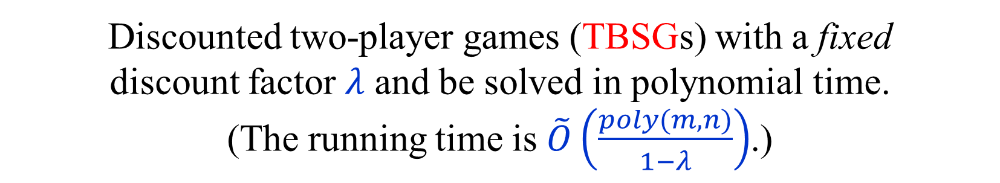 Discounted two-player games (TBSGs) with a fixed
discount factor λ and be solved in polynomial time.
(The running time is Õ(poly(m,n)/1−λ).)